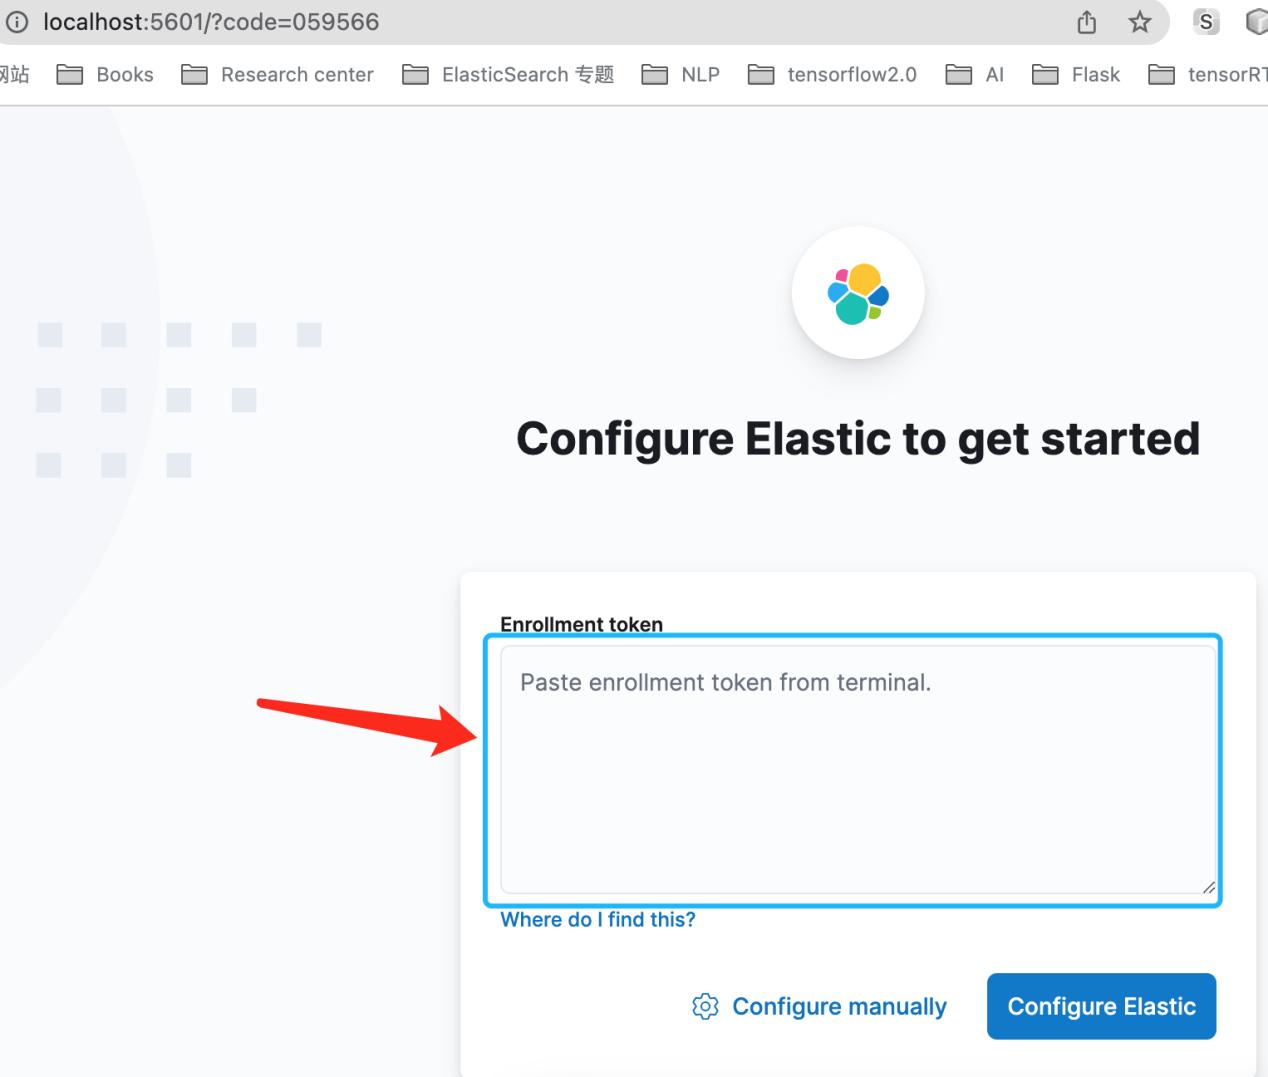 localhost:5601/?code=059566
网站 Books Research center ElasticSearch 专题 NLP tensorflow2.0 AI Flask tensorRT
Configure Elastic to get started
Enrollment token
Paste enrollment token from terminal.
Where do I find this?
Configure manually Configure Elastic